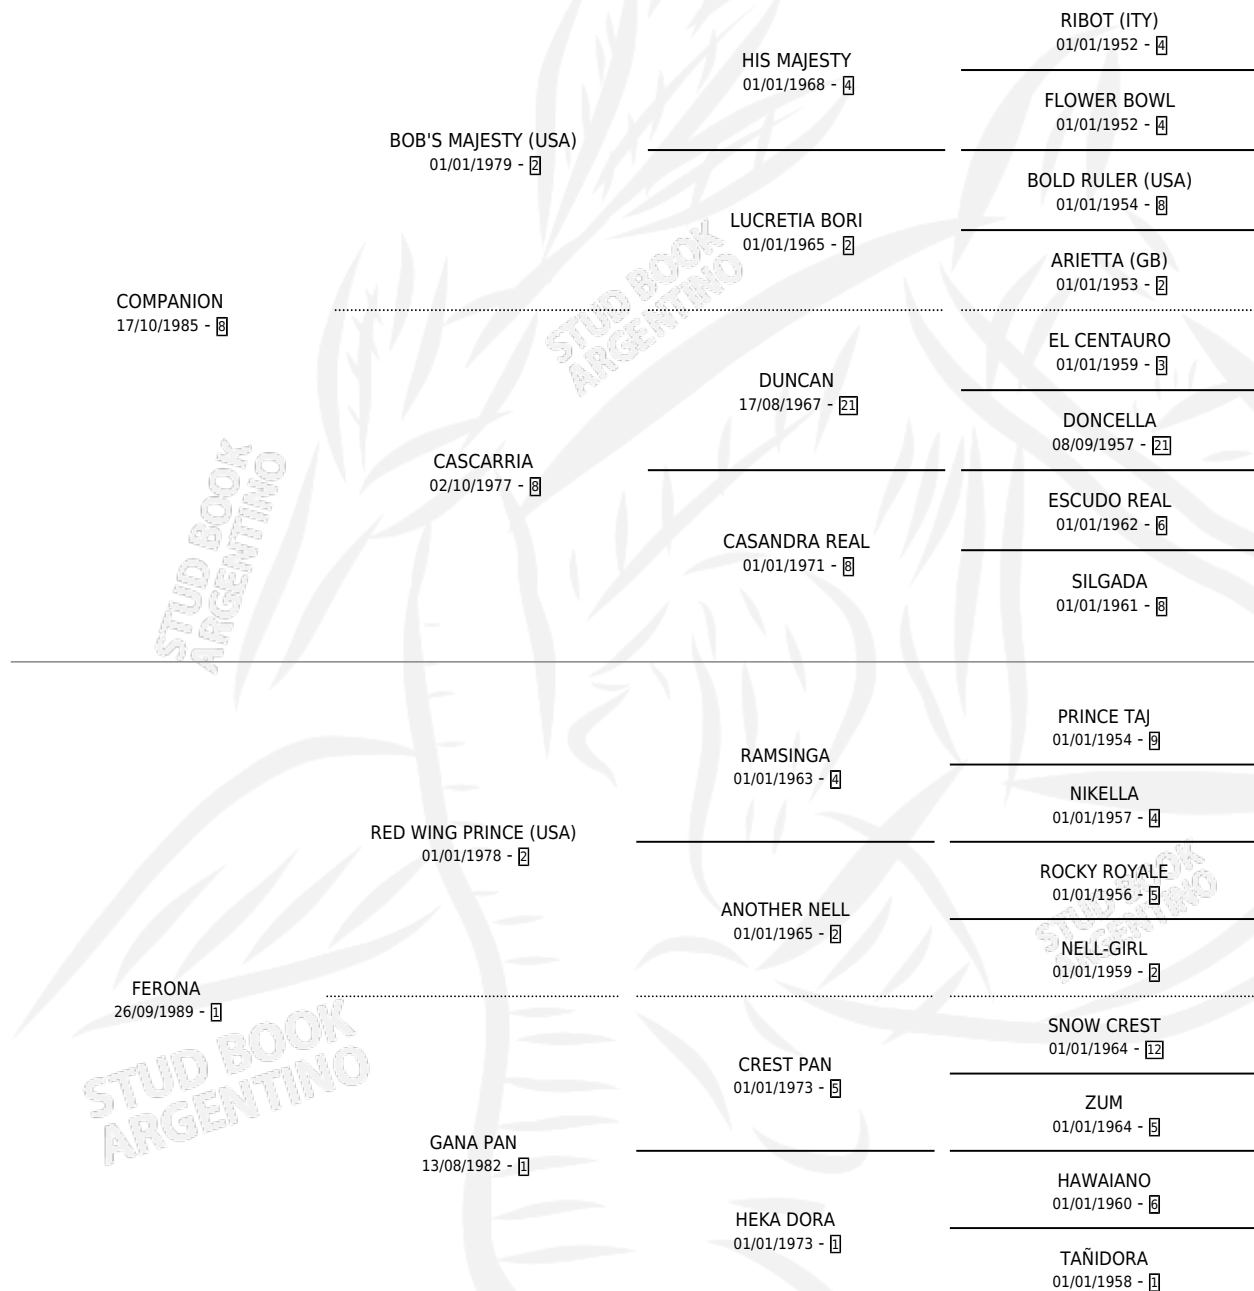 RIBOT (ITY)
01/01/1952 - 4
HIS MAJESTY
01/01/1968 - 4
FLOWER BOWL
01/01/1952 - 4
BOB'S MAJESTY (USA)
01/01/1979 - 2
BOLD RULER (USA)
01/01/1954 - 8
LUCRETIA BORI
01/01/1965 - 2
ARIETTA (GB)
01/01/1953 - 2
COMPANION
17/10/1985 - 8
STUD BOOK
ARGENTINO
EL CENTAURO
01/01/1959 - 3
DUNCAN
17/08/1967 - 21
DONCELLA
08/09/1957 - 21
CASCARRIA
02/10/1977 - 8
ESCUDO REAL
01/01/1962 - 6
CASANDRA REAL
01/01/1971 - 8
SILGADA
01/01/1961 - 8
STUD BOOK
ARGENTINO
PRINCE TAJ
01/01/1954 - 9
RAMSINGA
01/01/1963 - 4
NIKELLA
01/01/1957 - 4
RED WING PRINCE (USA)
01/01/1978 - 2
ROCKY ROYALE
01/01/1956 - 5
ANOTHER NELL
01/01/1965 - 2
NELL-GIRL
01/01/1959 - 2
STUD BOOK
ARGENTINO
FERONA
26/09/1989 - 1
STUD BOOK
ARGENTINO
SNOW CREST
01/01/1964 - 12
CREST PAN
01/01/1973 - 5
ZUM
01/01/1964 - 5
GANA PAN
13/08/1982 - 1
HAWAIANO
01/01/1960 - 6
HEKA DORA
01/01/1973 - 1
TAÑIDORA
01/01/1958 - 1